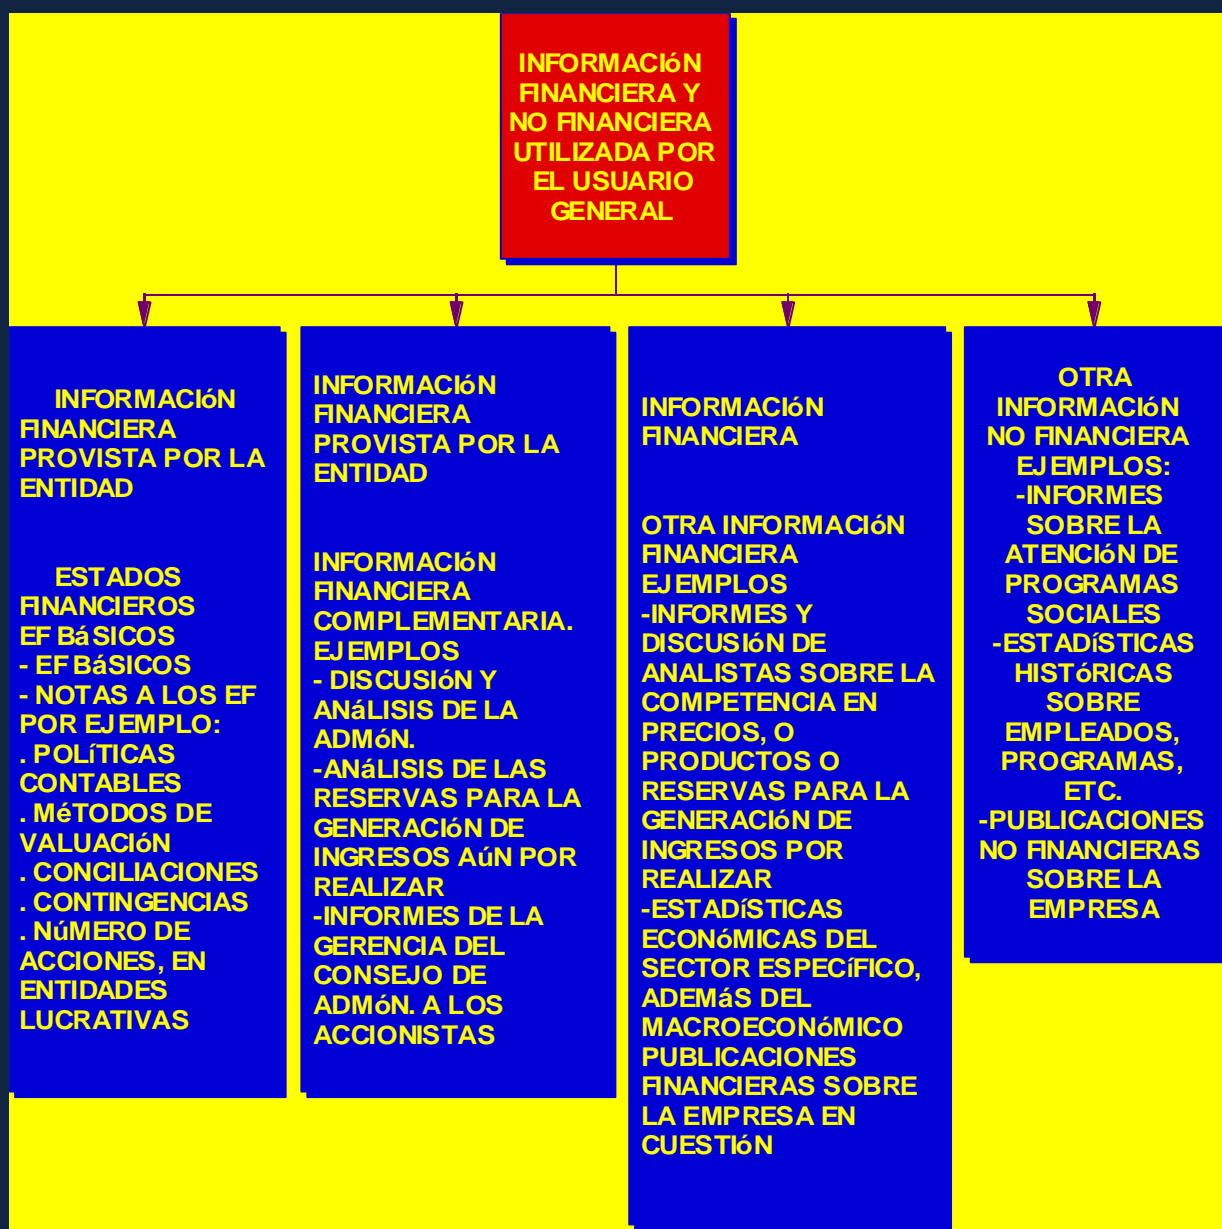 INFORMACIóN
FINANCIERA Y
NO FINANCIERA
UTILIZADA POR
EL USUARIO
GENERAL
INFORMACIóN
FINANCIERA
PROVISTA POR LA
ENTIDAD
ESTADOS
FINANCIEROS
EF BáSICOS
- EF BáSICOS
- NOTAS A LOS EF
POR EJEMPLO:
. POLíTICAS
CONTABLES
. MéTODOS DE
VALUACIóN
. CONCILIACIONES
. CONTINGENCIAS
. NúMERO DE
ACCIONES, EN
ENTIDADES
LUCRATIVAS
INFORMACIóN
FINANCIERA
PROVISTA POR LA
ENTIDAD
INFORMACIóN
FINANCIERA
COMPLEMENTARIA.
EJEMPLOS
- DISCUSIóN Y
ANáLISIS DE LA
ADMóN.
-ANáLISIS DE LAS
RESERVAS PARA LA
GENERACIóN DE
INGRESOS AúN POR
REALIZAR
-INFORMES DE LA
GERENCIA DEL
CONSEJO DE
ADMóN. A LOS
ACCIONISTAS
INFORMACIóN
FINANCIERA
OTRA INFORMACIóN
FINANCIERA
EJEMPLOS
-INFORMES Y
DISCUSIóN DE
ANALISTAS SOBRE LA
COMPETENCIA EN
PRECIOS, O
PRODUCTOS O
RESERVAS PARA LA
GENERACIóN DE
INGRESOS POR
REALIZAR
-ESTADíSTICAS
ECONóMICAS DEL
SECTOR ESPECíFICO,
ADEMáS DEL
MACROECONóMICO
PUBLICACIONES
FINANCIERAS SOBRE
LA EMPRESA EN
CUESTIóN
OTRA
INFORMACIóN
NO FINANCIERA
EJEMPLOS:
-INFORMES
SOBRE LA
ATENCIóN DE
PROGRAMAS
SOCIALES
-ESTADíSTICAS
HISTóRICAS
SOBRE
EMPLEADOS,
PROGRAMAS,
ETC.
-PUBLICACIONES
NO FINANCIERAS
SOBRE LA
EMPRESA